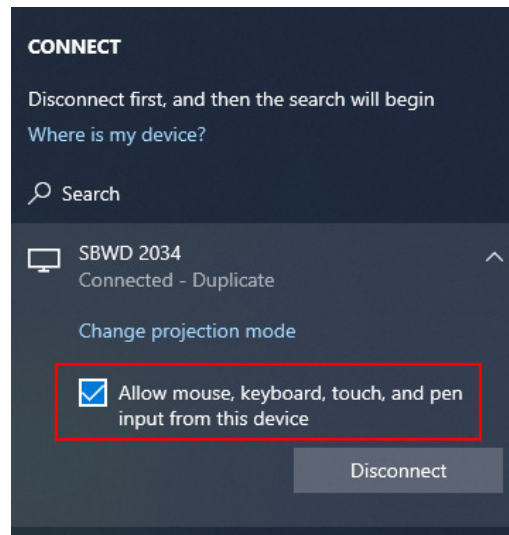 CONNECT
Disconnect first, and then the search will begin
Where is my device?
Search
SBWD 2034
Connected - Duplicate
Change projection mode
Allow mouse, keyboard, touch, and pen
input from this device
Disconnect